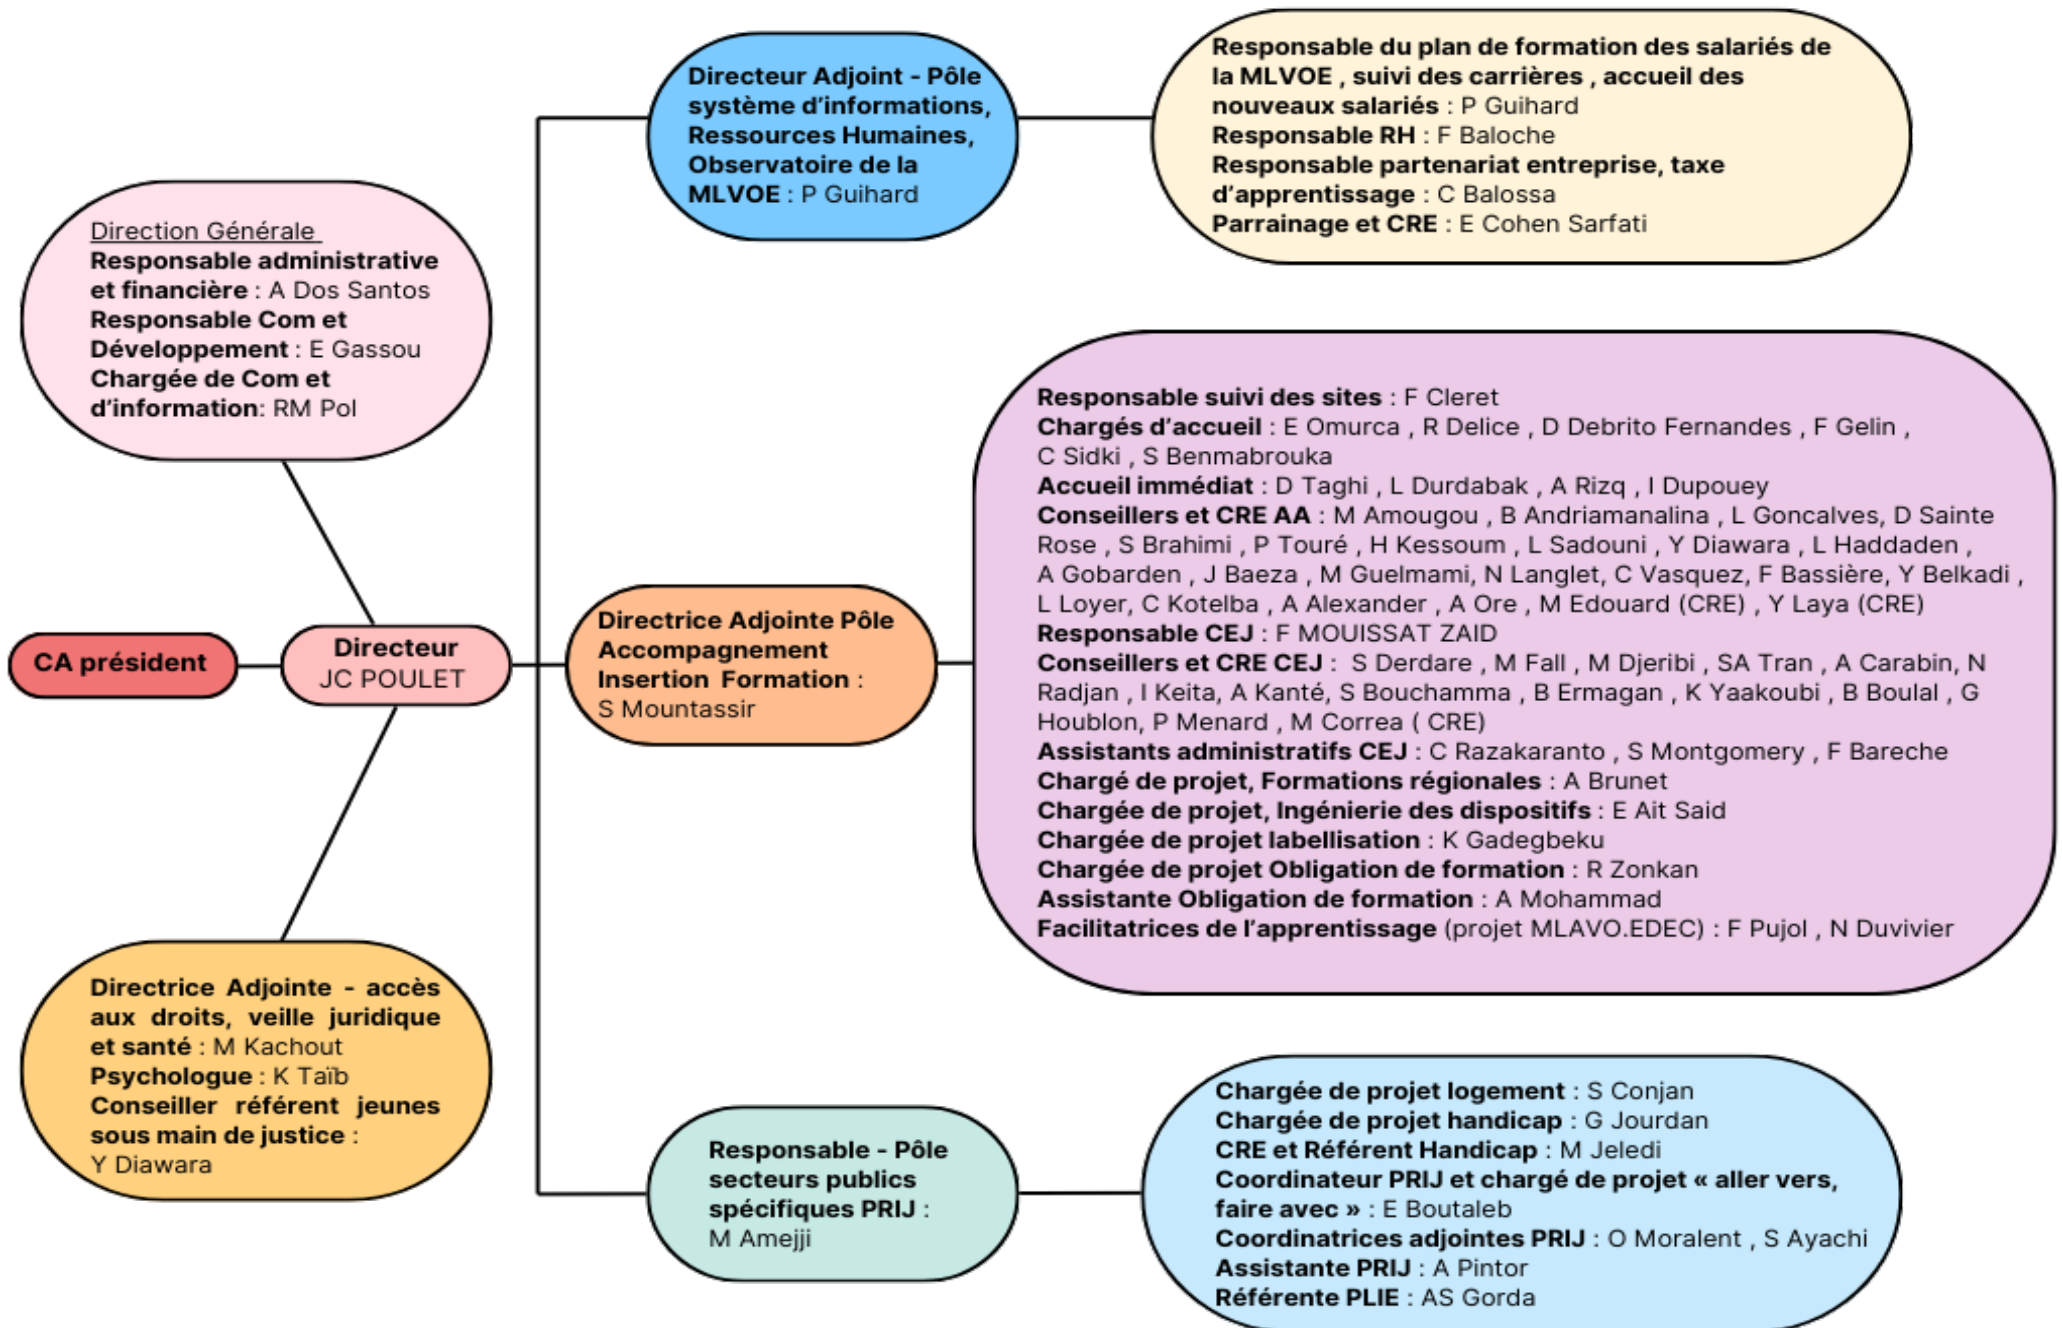 CA président
Directeur
JC POULET
Direction Générale
Responsable administrative
et financière : A Dos Santos
Responsable Com et
Développement : E Gassou
Chargée de Com et
d’information: RM Pol
Directrice Adjointe - accès
aux droits, veille juridique
et santé : M Kachout
Psychologue : K Taïb
Conseiller référent jeunes
sous main de justice :
Y Diawara
Directeur Adjoint - Pôle
système d’informations,
Ressources Humaines,
Observatoire de la
MLVOE : P Guihard
Responsable du plan de formation des salariés de
la MLVOE , suivi des carrières , accueil des
nouveaux salariés : P Guihard
Responsable RH : F Baloche
Responsable partenariat entreprise, taxe
d’apprentissage : C Balossa
Parrainage et CRE : E Cohen Sarfati
Directrice Adjointe Pôle
Accompagnement
Insertion Formation :
S Mountassir
Responsable suivi des sites : F Cleret
Chargés d’accueil : E Omurca , R Delice , D Debrito Fernandes , F Gelin ,
C Sidki , S Benmabrouka
Accueil immédiat : D Taghi , L Durdabak , A Rizq , I Dupouey
Conseillers et CRE AA : M Amougou , B Andriamanalina , L Goncalves, D Sainte
Rose , S Brahimi , P Touré , H Kessoum , L Sadouni , Y Diawara , L Haddaden ,
A Gobarden , J Baeza , M Guelmami, N Langlet, C Vasquez, F Bassière, Y Belkadi ,
L Loyer, C Kotelba , A Alexander , A Ore , M Edouard (CRE) , Y Laya (CRE)
Responsable CEJ : F MOUISSAT ZAID
Conseillers et CRE CEJ : S Derdare , M Fall , M Djeribi , SA Tran , A Carabin, N
Radjan , I Keita, A Kanté, S Bouchamma , B Ermagan , K Yaakoubi , B Boulal , G
Houblon, P Menard , M Correa ( CRE)
Assistants administratifs CEJ : C Razakaranto , S Montgomery , F Bareche
Chargé de projet, Formations régionales : A Brunet
Chargée de projet, Ingénierie des dispositifs : E Ait Said
Chargée de projet labellisation : K Gadegbeku
Chargée de projet Obligation de formation : R Zonkan
Assistante Obligation de formation : A Mohammad
Facilitatrices de l’apprentissage (projet MLAVO.EDEC) : F Pujol , N Duvivier
Responsable - Pôle
secteurs publics
spécifiques PRIJ :
M Amejji
Chargée de projet logement : S Conjan
Chargée de projet handicap : G Jourdan
CRE et Référent Handicap : M Jeledi
Coordinateur PRIJ et chargé de projet « aller vers,
faire avec » : E Boutaleb
Coordinatrices adjointes PRIJ : O Moralent , S Ayachi
Assistante PRIJ : A Pintor
Référente PLIE : AS Gorda